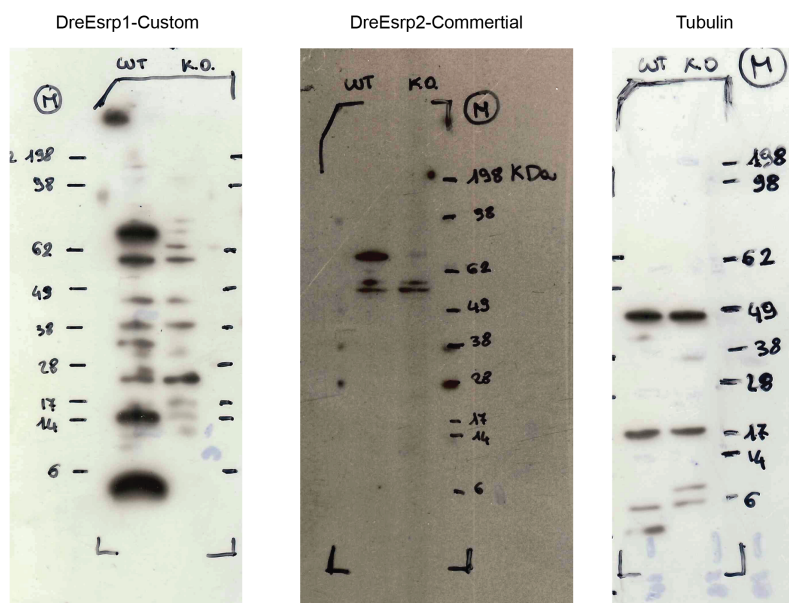 DreEsrp1-Custom
DreEsrp2-Commertial
Tubulin
WT K.O.
M
198
98
62
49
38
28
17
14
6
WT K.O.
M
198 KDa
98
62
49
38
28
17
14
6
WT K.O
M
198
98
62
49
38
28
17
14
6